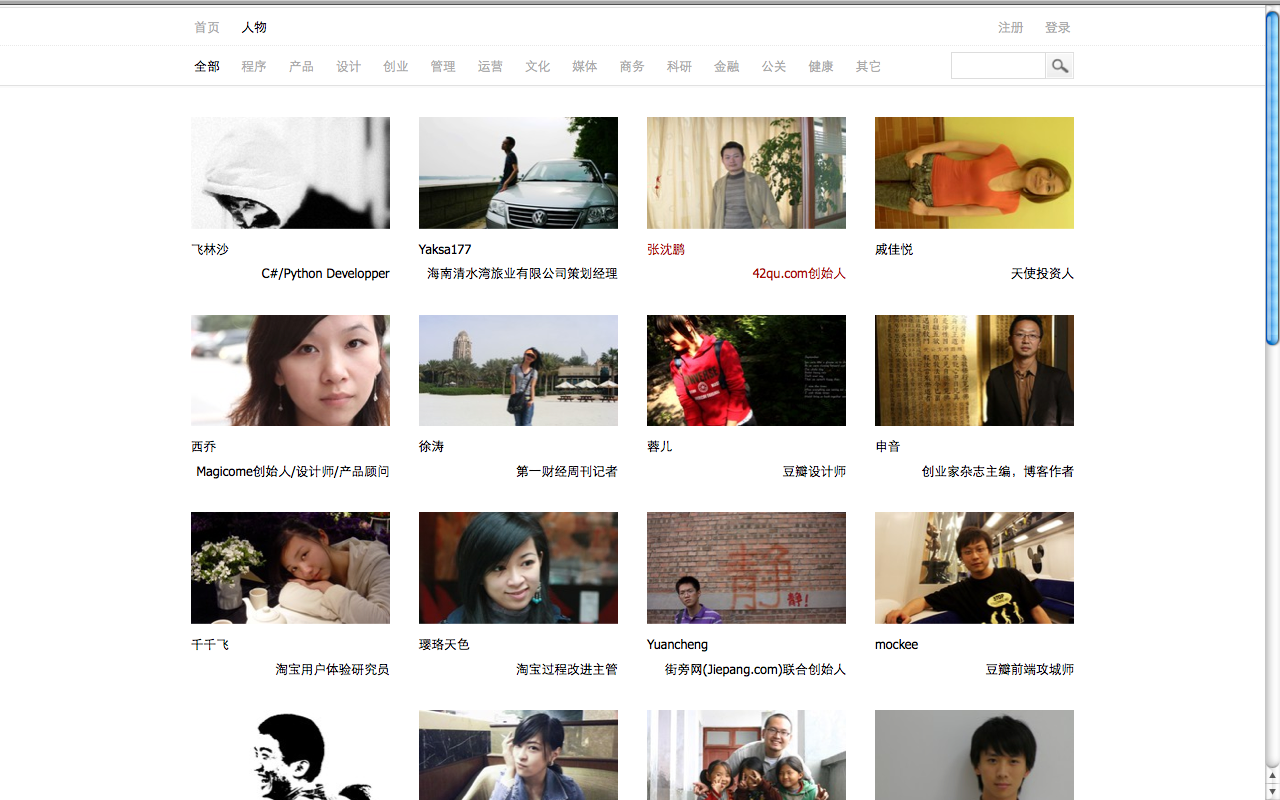 首页 人物 注册 登录
全部 程序 产品 设计 创业 管理 运营 文化 媒体 商务 科研 金融 公关 健康 其它
飞林沙 Yaksa177 张沈鹏 戚佳悦
C#/Python Developper 海南清水湾旅业有限公司策划经理 42qu.com创始人 天使投资人
西乔 徐涛 蓉儿 申音
Magicome创始人/设计师/产品顾问 第一财经周刊记者 豆瓣设计师 创业家杂志主编，博客作者
静
静!
千千飞 璎珞天色 Yuancheng mockee
淘宝用户体验研究员 淘宝过程改进主管 街旁网(Jiepang.com)联合创始人 豆瓣前端攻城师